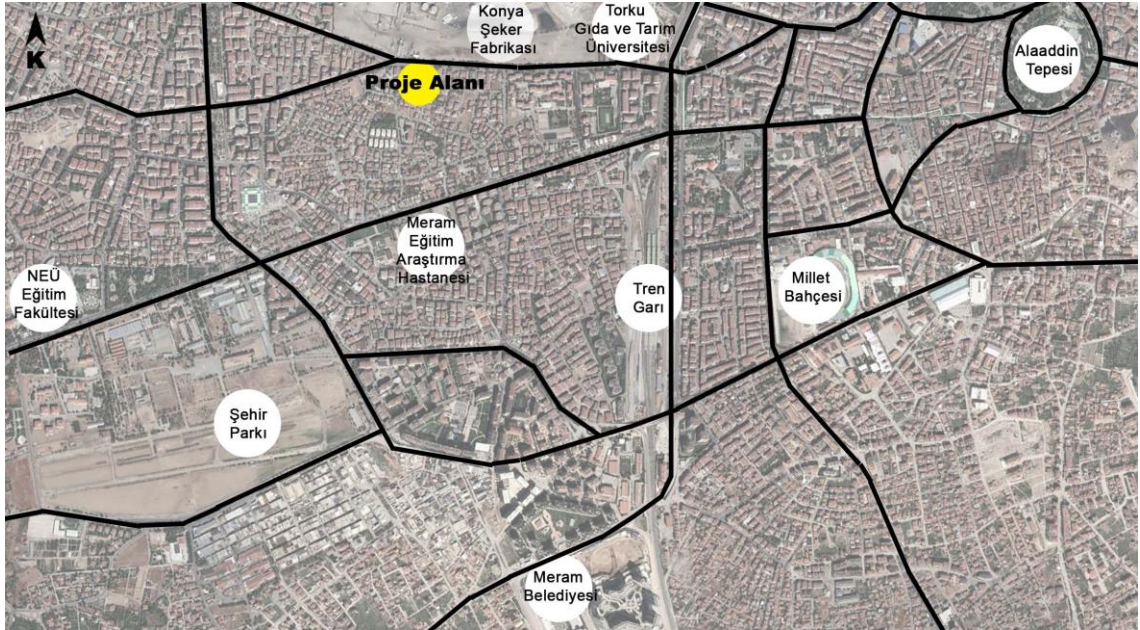 K
Konya
Şeker
Fabrikası
Torku
Gıda ve Tarım
Üniversitesi
Alaaddin
Tepesi
Proje Alanı
Meram
Eğitim
Araştırma
Hastanesi
NEÜ
Eğitim
Fakültesi
Tren
Garı
Millet
Bahçesi
Şehir
Parkı
Meram
Belediyesi